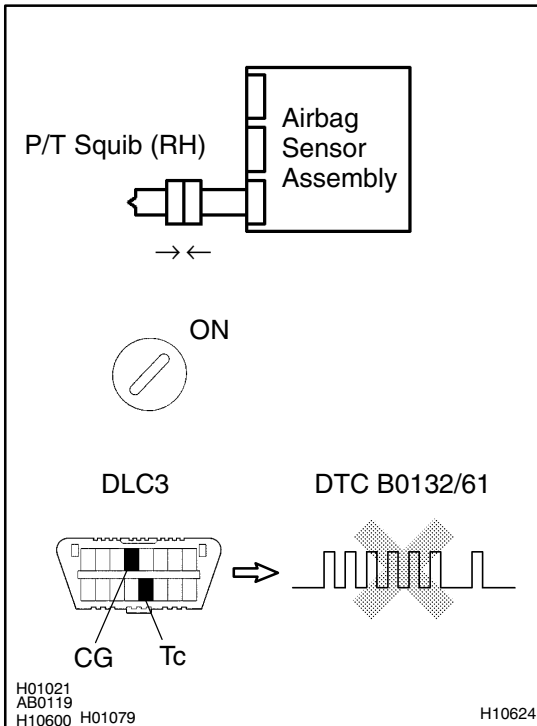 P/T Squib (RH)
Airbag
Sensor
Assembly
ON
DLC3
DTC B0132/61
CG
Tc
H01021
AB0119
H10600 H01079
H10624